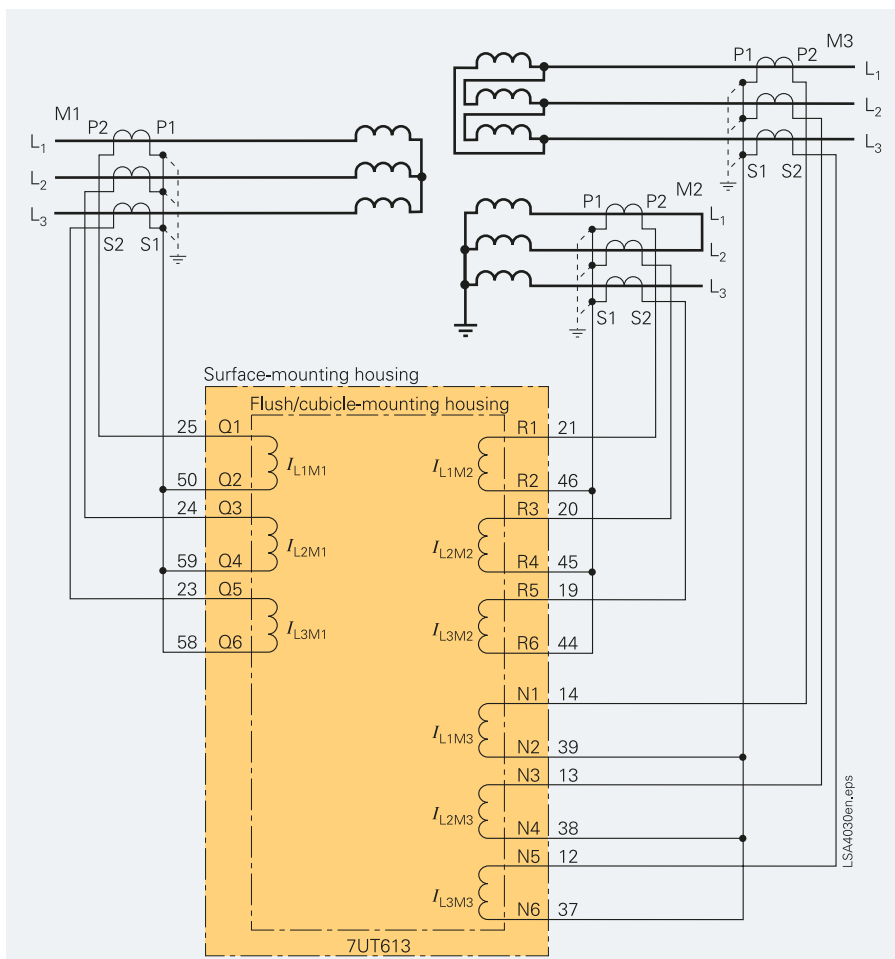 M3
P1 P2
L1
L2
L3
S1 S2
M1
P2 P1
L1
L2
L3
S2 S1
M2
P1 P2
L1
L2
L3
S1 S2
Surface-mounting housing
Flush/cubicle-mounting housing
25 Q1
IL1M1
50 Q2
24 Q3
IL2M1
59 Q4
23 Q5
IL3M1
58 Q6
R1 21
IL1M2
R2 46
R3 20
IL2M2
R4 45
R5 19
IL3M2
R6 44
N1 14
IL1M3
N2 39
N3 13
IL2M3
N4 38
N5 12
IL3M3
N6 37
7UT613
LSA4030en.eps